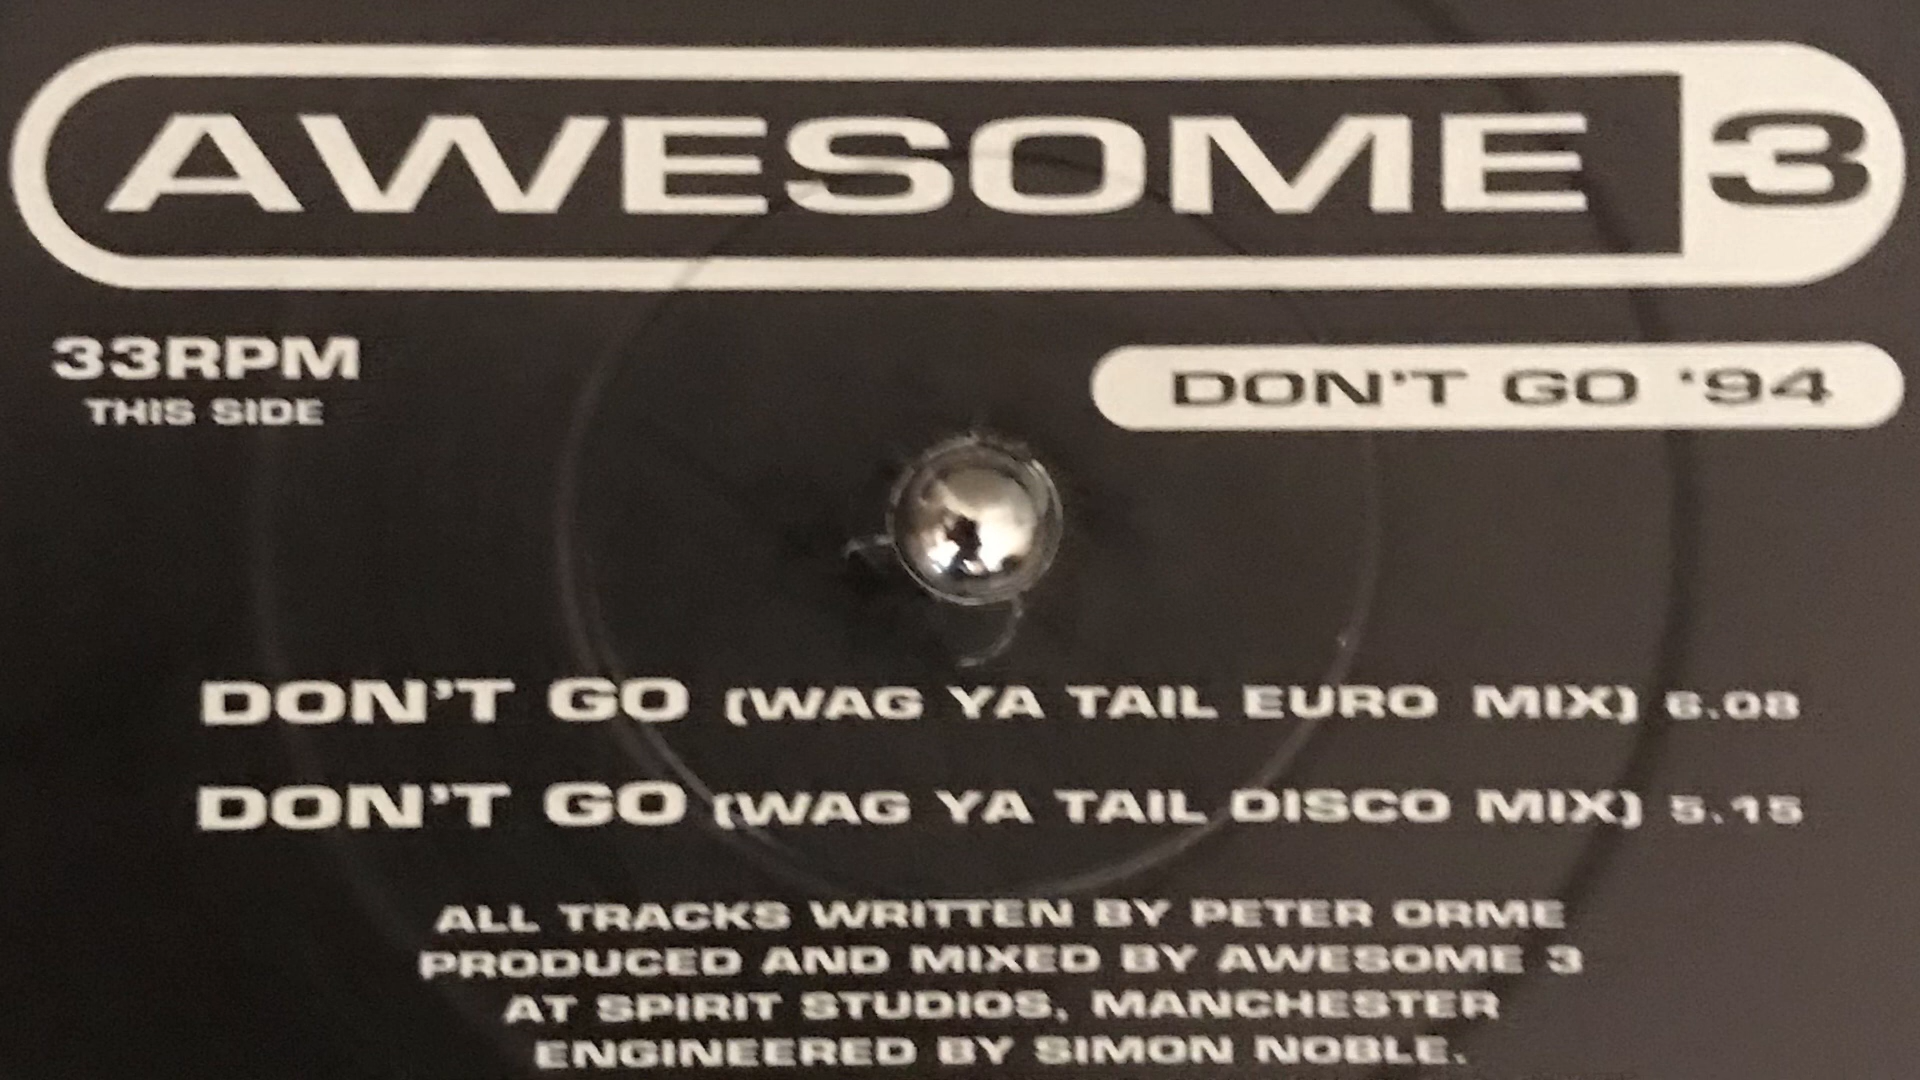 AWESOME 3
33RPM
THIS SIDE
DON'T GO '94
DON'T GO (WAG YA TAIL EURO MIX) 6.08
DON'T GO (WAG YA TAIL DISCO MIX) 5.15
ALL TRACKS WRITTEN BY PETER ORME
PRODUCED AND MIXED BY AWESOME 3
AT SPIRIT STUDIOS, MANCHESTER
ENGINEERED BY SIMON NOBLE.